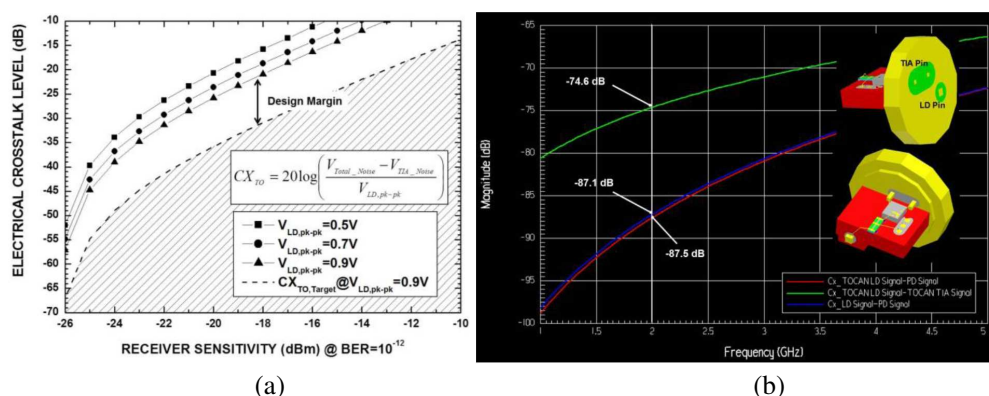 ELECTRICAL CROSSTALK LEVEL (dB)
-10
-15
-20
-25
-30
-35
-40
-45
-50
-55
-60
-65
-70
-26 -24 -22 -20 -18 -16 -14 -12 -10
RECEIVER SENSITIVITY (dBm) @ BER=10^-12
Design Margin
CX_TO = 20log( (V_Total_Noise − V_TIA_Noise) / V_LD,pk-pk )
V_LD,pk-pk=0.5V
V_LD,pk-pk=0.7V
V_LD,pk-pk=0.9V
CX_TO,Target@V_LD,pk-pk=0.9V
(a)
Magnitude (dB)
-65
-70
-75
-80
-85
-90
-95
-100
1 1.5 2 2.5 3 3.5 4 4.5 5
Frequency (GHz)
-74.6 dB
-87.1 dB
-87.5 dB
TIA Pin
LD Pin
Cx_TOCAN LD Signal-PD Signal
Cx_TOCAN LD Signal-TOCAN TIA Signal
Cx_LD Signal-PD Signal
(b)